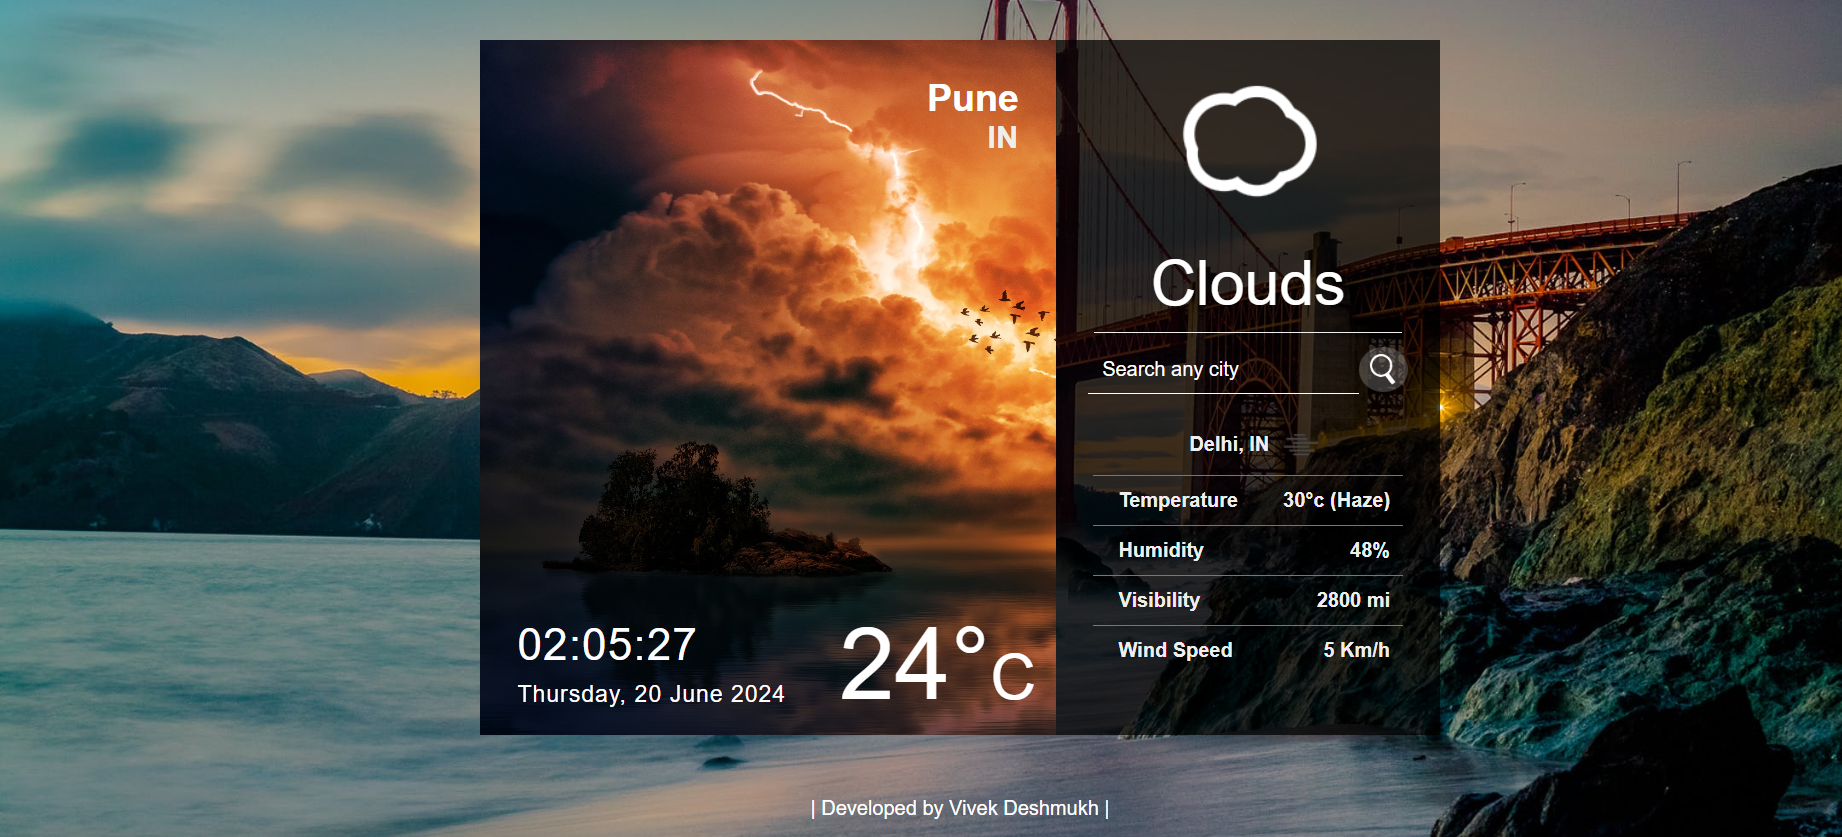 Pune
IN
02:05:27
Thursday, 20 June 2024
24°c
Clouds
Search any city
Delhi, IN
Temperature 30°c (Haze)
Humidity 48%
Visibility 2800 mi
Wind Speed 5 Km/h
| Developed by Vivek Deshmukh |